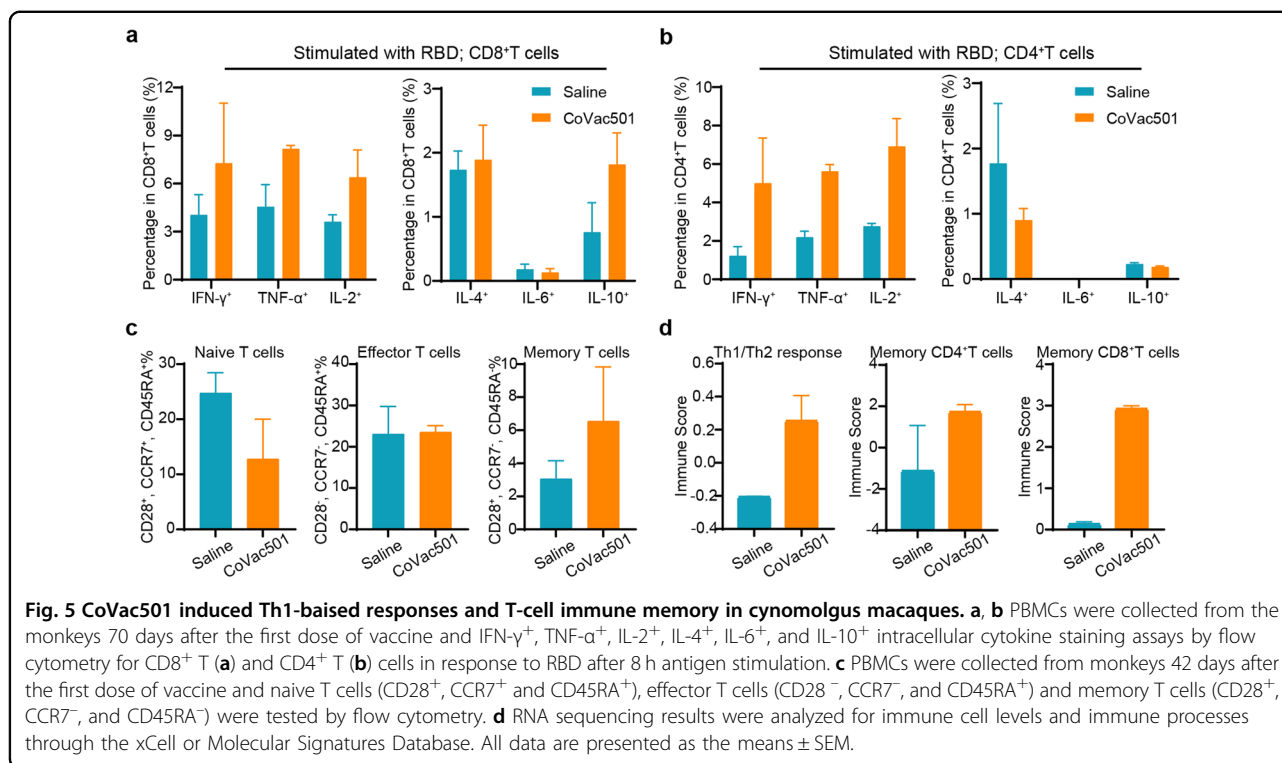 a
Stimulated with RBD; CD8⁺T cells
Percentage in CD8⁺T cells (%)
12
9
6
3
0
IFN-γ⁺ TNF-α⁺ IL-2⁺
Percentage in CD8⁺T cells (%)
3
2
1
0
IL-4⁺ IL-6⁺ IL-10⁺
Saline
CoVac501
b
Stimulated with RBD; CD4⁺T cells
Percentage in CD4⁺T cells (%)
10
8
6
4
2
0
IFN-γ⁺ TNF-α⁺ IL-2⁺
Percentage in CD4⁺T cells (%)
3
2
1
0
IL-4⁺ IL-6⁺ IL-10⁺
Saline
CoVac501
c
Naive T cells
CD28⁺, CCR7⁺, CD45RA⁺%
30
20
10
0
Saline CoVac501
Effector T cells
CD28⁻, CCR7⁻, CD45RA⁺%
40
30
20
10
0
Saline CoVac501
Memory T cells
CD28⁺, CCR7⁻, CD45RA⁻%
10
8
6
4
2
0
Saline CoVac501
d
Th1/Th2 response
Immune Score
0.6
0.4
0.2
0.0
-0.2
-0.4
Saline CoVac501
Memory CD4⁺T cells
Immune Score
4
2
0
-2
-4
Saline CoVac501
Memory CD8⁺T cells
Immune Score
4
3
2
1
0
Saline CoVac501
Fig. 5 CoVac501 induced Th1-baised responses and T-cell immune memory in cynomolgus macaques. a, b PBMCs were collected from the
monkeys 70 days after the first dose of vaccine and IFN-γ⁺, TNF-α⁺, IL-2⁺, IL-4⁺, IL-6⁺, and IL-10⁺ intracellular cytokine staining assays by flow
cytometry for CD8⁺ T (a) and CD4⁺ T (b) cells in response to RBD after 8 h antigen stimulation. c PBMCs were collected from monkeys 42 days after
the first dose of vaccine and naive T cells (CD28⁺, CCR7⁺ and CD45RA⁺), effector T cells (CD28 ⁻, CCR7⁻, and CD45RA⁺) and memory T cells (CD28⁺,
CCR7⁻, and CD45RA⁻) were tested by flow cytometry. d RNA sequencing results were analyzed for immune cell levels and immune processes
through the xCell or Molecular Signatures Database. All data are presented as the means ± SEM.